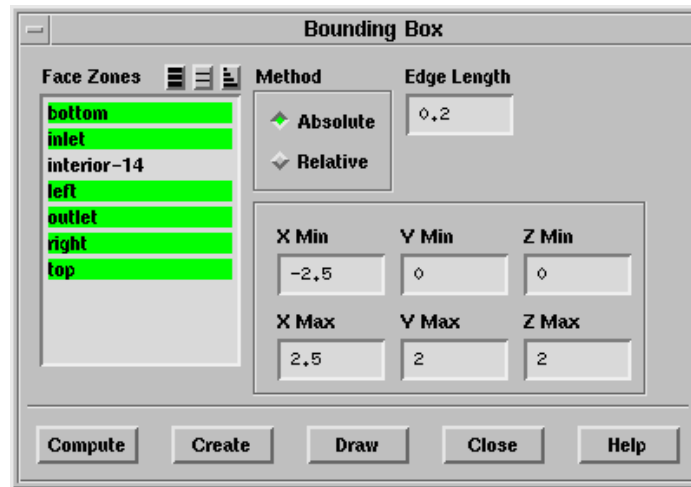 Bounding Box
Face Zones
bottom
inlet
interior-14
left
outlet
right
top
Method
Absolute
Relative
Edge Length
0.2
X Min Y Min Z Min
-2.5 0 0
X Max Y Max Z Max
2.5 2 2
Compute Create Draw Close Help